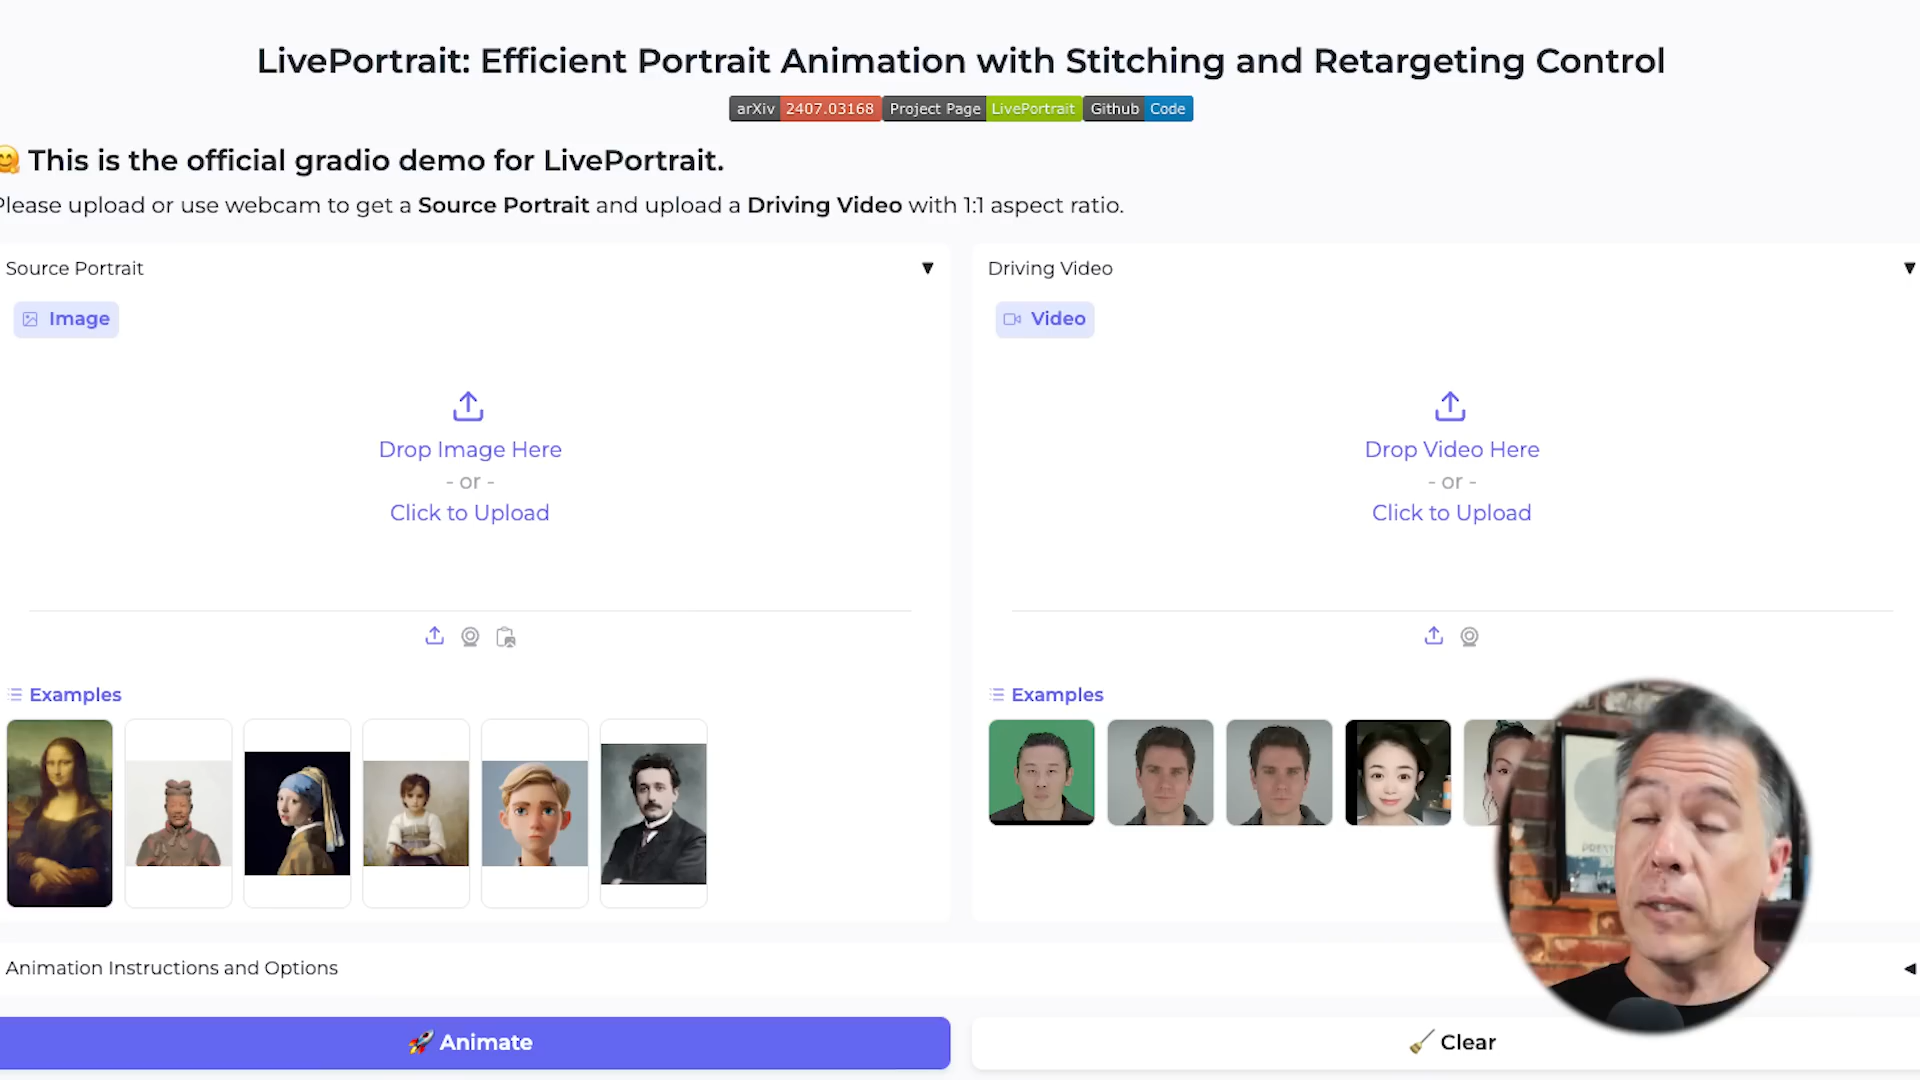 LivePortrait: Efficient Portrait Animation with Stitching and Retargeting Control
arXiv 2407.03168 Project Page LivePortrait Github Code
🤗 This is the official gradio demo for LivePortrait.
Please upload or use webcam to get a Source Portrait and upload a Driving Video with 1:1 aspect ratio.
Source Portrait
Driving Video
Image
Video
Drop Image Here
- or -
Click to Upload
Drop Video Here
- or -
Click to Upload
Examples
Examples
Animation Instructions and Options
🚀 Animate
🧹 Clear